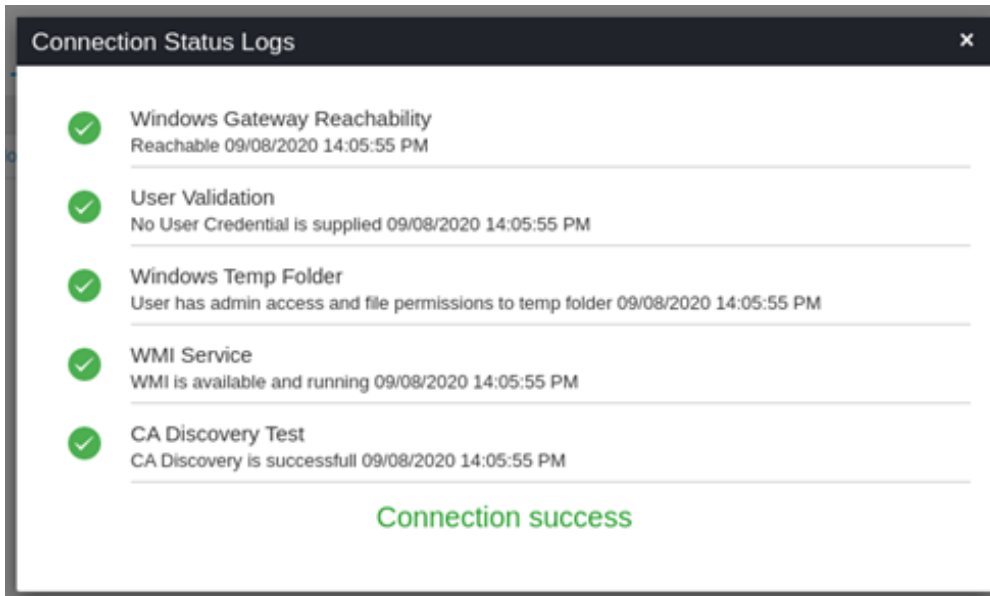 Connection Status Logs
Windows Gateway Reachability
Reachable 09/08/2020 14:05:55 PM
User Validation
No User Credential is supplied 09/08/2020 14:05:55 PM
Windows Temp Folder
User has admin access and file permissions to temp folder 09/08/2020 14:05:55 PM
WMI Service
WMI is available and running 09/08/2020 14:05:55 PM
CA Discovery Test
CA Discovery is successfull 09/08/2020 14:05:55 PM
Connection success